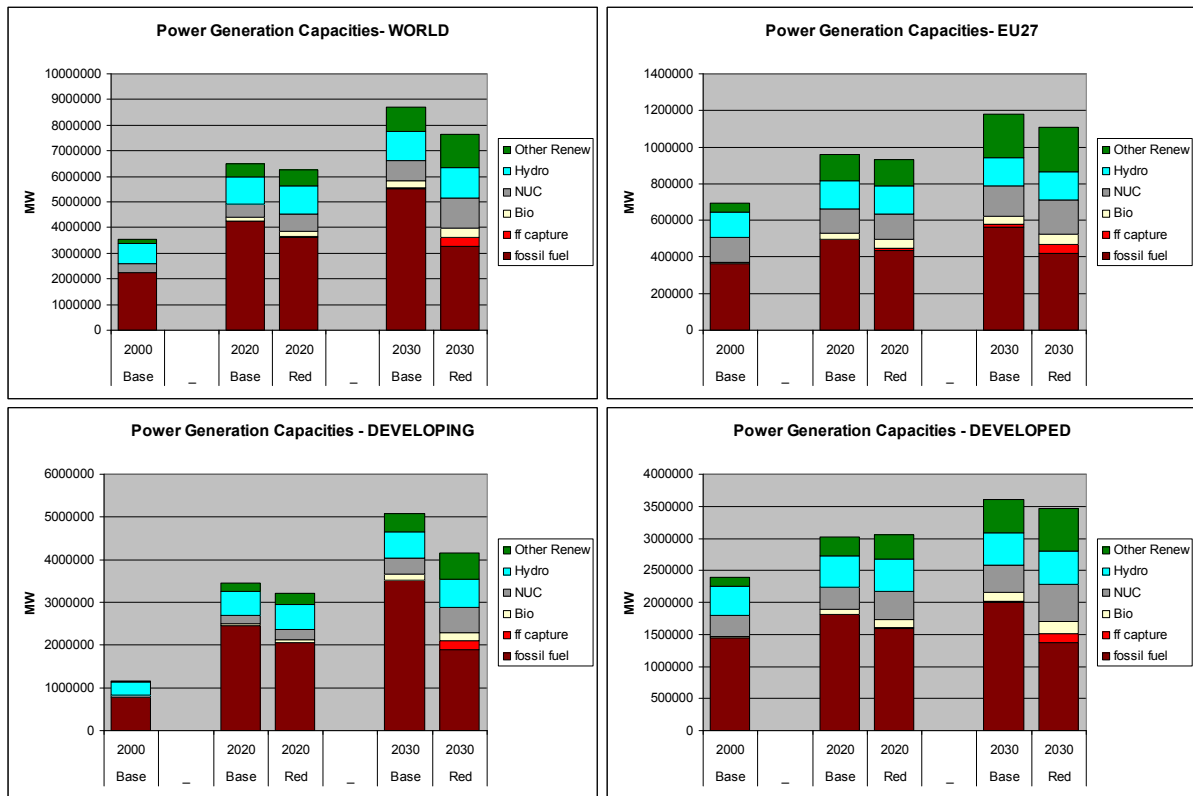 Power Generation Capacities- WORLD
10000000
9000000
8000000
7000000
6000000
5000000
4000000
3000000
2000000
1000000
0
MW
2000 2020 2020 2030 2030
Base _ Base Red _ Base Red
Other Renew
Hydro
NUC
Bio
ff capture
fossil fuel
Power Generation Capacities- EU27
1400000
1200000
1000000
800000
600000
400000
200000
0
MW
2000 2020 2020 2030 2030
Base _ Base Red _ Base Red
Other Renew
Hydro
NUC
Bio
ff capture
fossil fuel
Power Generation Capacities - DEVELOPING
6000000
5000000
4000000
3000000
2000000
1000000
0
MW
2000 2020 2020 2030 2030
Base _ Base Red _ Base Red
Other Renew
Hydro
NUC
Bio
ff capture
fossil fuel
Power Generation Capacities - DEVELOPED
4000000
3500000
3000000
2500000
2000000
1500000
1000000
500000
0
MW
2000 2020 2020 2030 2030
Base _ Base Red _ Base Red
Other Renew
Hydro
NUC
Bio
ff capture
fossil fuel